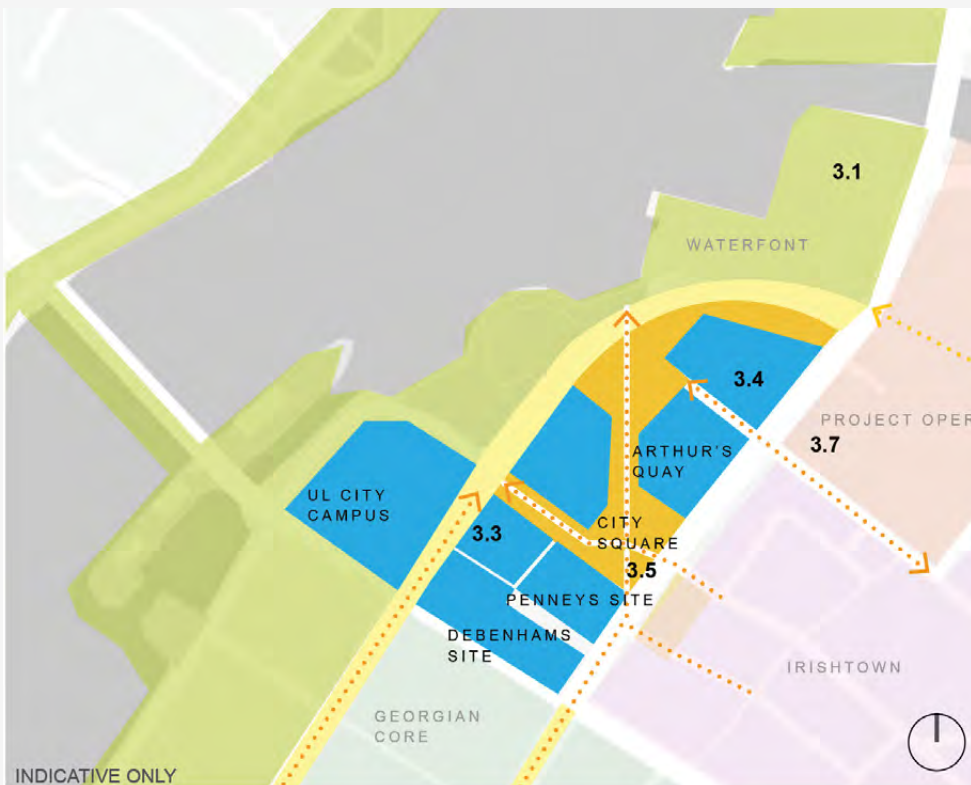 3.1
WATERFONT
3.4
PROJECT OPER
3.7
ARTHUR'S
QUAY
UL CITY
CAMPUS
3.3
CITY
SQUARE
3.5
PENNEYS SITE
DEBENHAMS
SITE
IRISHTOWN
GEORGIAN
CORE
INDICATIVE ONLY